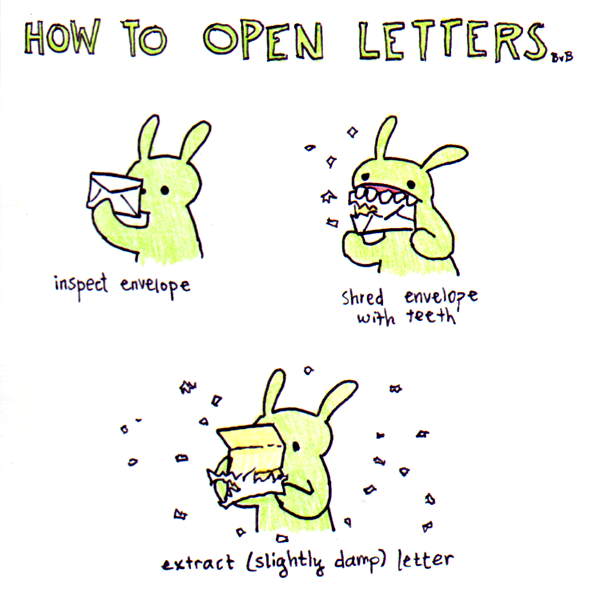 HOW TO OPEN LETTERS
BvB
inspect envelope
shred envelope
with teeth
extract (slightly damp) letter